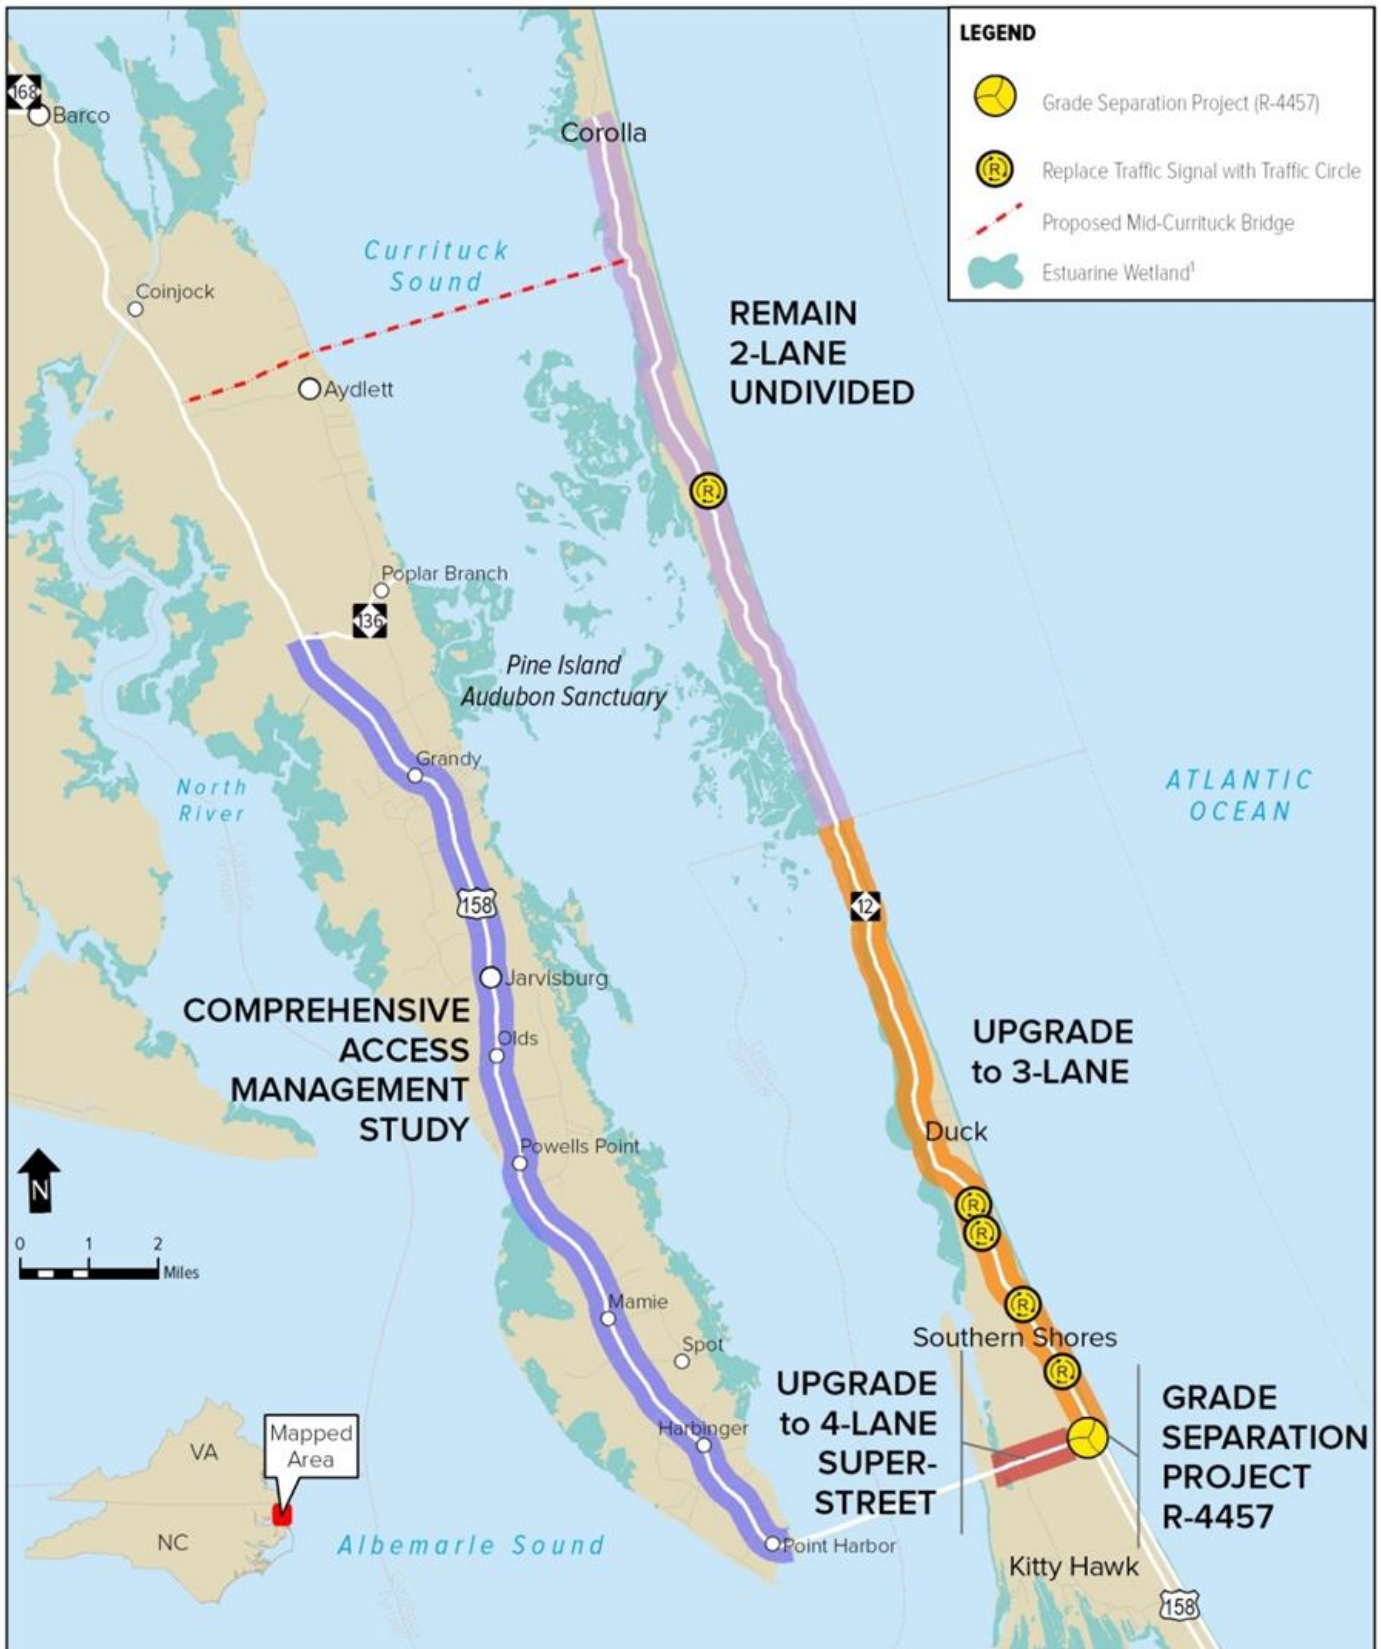 LEGEND
Grade Separation Project (R-4457)
Replace Traffic Signal with Traffic Circle
Proposed Mid-Currituck Bridge
Estuarine Wetland¹
168
Barco
Corolla
Currituck
Sound
Coinjock
REMAIN
2-LANE
UNDIVIDED
Aydlett
R
Poplar Branch
136
Pine Island
Audubon Sanctuary
Grandy
North
River
ATLANTIC
OCEAN
158
12
Jarvisburg
COMPREHENSIVE
ACCESS
MANAGEMENT
STUDY
Olds
UPGRADE
to 3-LANE
Duck
Powells Point
N
R
R
0 1 2
Miles
R
Mamie
Southern Shores
Spot
R
UPGRADE
to 4-LANE
SUPER-
STREET
GRADE
SEPARATION
PROJECT
R-4457
Harbinger
Mapped
Area
VA
NC
Albemarle Sound
Point Harbor
Kitty Hawk
158